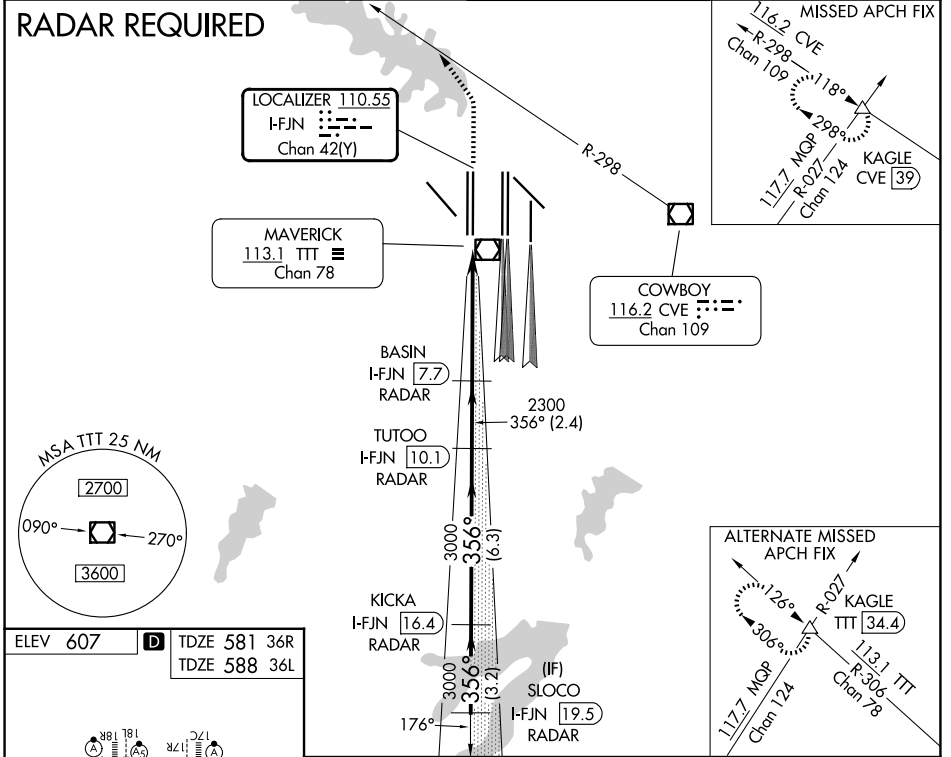 RADAR REQUIRED
LOCALIZER 110.55
I-FJN
Chan 42(Y)
MAVERICK
113.1 TTT
Chan 78
R-298
COWBOY
116.2 CVE
Chan 109
MISSED APCH FIX
116.2 CVE
R-298
Chan 109
118°
298°
117.7 MQP
R-027
Chan 124
KAGLE
CVE 39
BASIN
I-FJN 7.7
RADAR
2300
356° (2.4)
TUTOO
I-FJN 10.1
RADAR
3000
356°
(6.3)
KICKA
I-FJN 16.4
RADAR
3000
356°
(3.2)
(IF)
SLOCO
I-FJN 19.5
RADAR
176°
MSA TTT 25 NM
2700
090°
270°
3600
ALTERNATE MISSED
APCH FIX
126°
306°
R-027
KAGLE
TTT 34.4
113.1 TTT
R-306
Chan 78
117.7 MQP
Chan 124
ELEV 607
D
TDZE 581 36R
TDZE 588 36L
A
18R
18L
A5
17R
17C
A